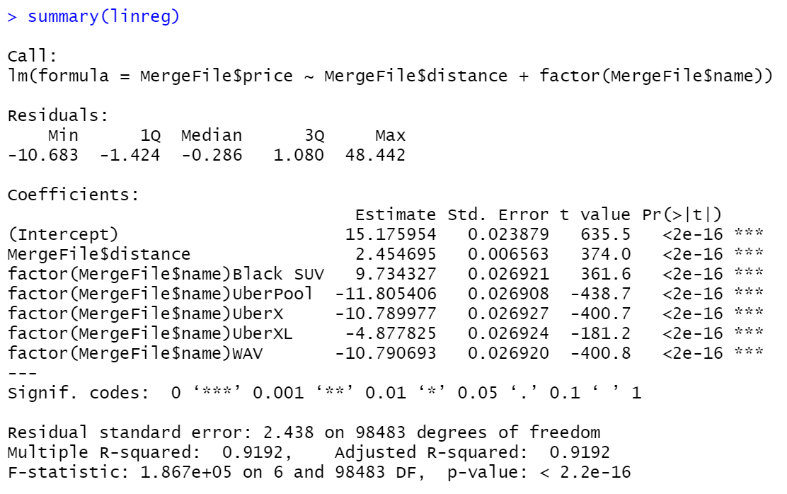 > summary(linreg)
Call:
lm(formula = MergeFile$price ~ MergeFile$distance + factor(MergeFile$name))
Residuals:
    Min      1Q  Median      3Q     Max
-10.683  -1.424  -0.286   1.080  48.442
Coefficients:
                                  Estimate Std. Error t value Pr(>|t|)
(Intercept)                      15.175954   0.023879   635.5   <2e-16 ***
MergeFile$distance                2.454695   0.006563   374.0   <2e-16 ***
factor(MergeFile$name)Black SUV   9.734327   0.026921   361.6   <2e-16 ***
factor(MergeFile$name)UberPool  -11.805406   0.026908  -438.7   <2e-16 ***
factor(MergeFile$name)UberX     -10.789977   0.026927  -400.7   <2e-16 ***
factor(MergeFile$name)UberXL     -4.877825   0.026924  -181.2   <2e-16 ***
factor(MergeFile$name)WAV       -10.790693   0.026920  -400.8   <2e-16 ***
---
Signif. codes:  0 ‘***’ 0.001 ‘**’ 0.01 ‘*’ 0.05 ‘.’ 0.1 ‘ ’ 1
Residual standard error: 2.438 on 98483 degrees of freedom
Multiple R-squared:  0.9192,    Adjusted R-squared:  0.9192
F-statistic: 1.867e+05 on 6 and 98483 DF,  p-value: < 2.2e-16